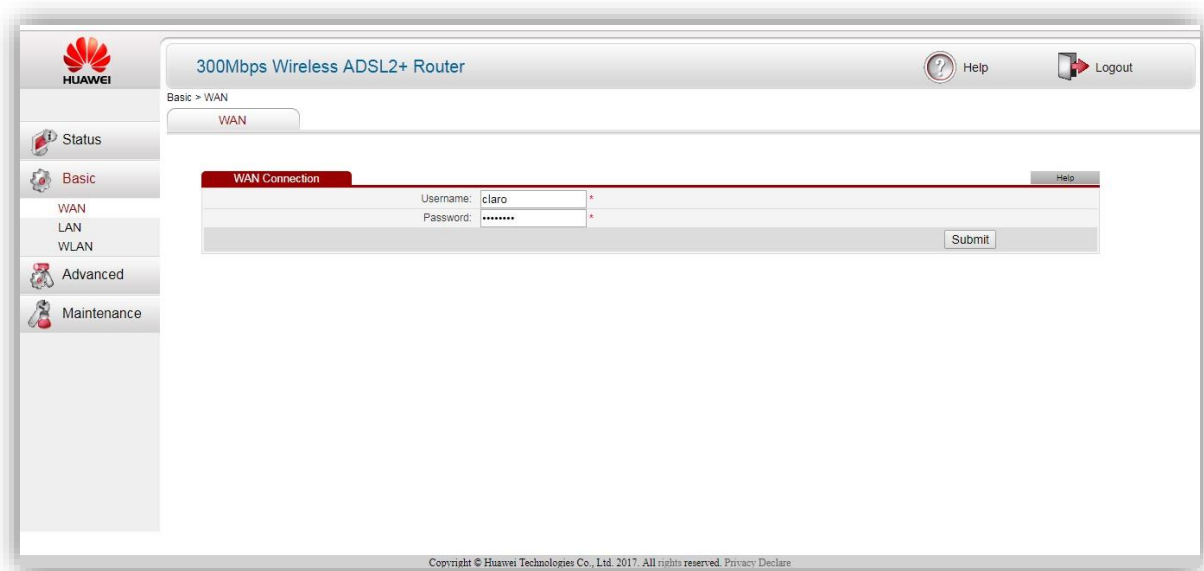 HUAWEI
300Mbps Wireless ADSL2+ Router
Help
Logout
Basic > WAN
WAN
Status
Basic
WAN
LAN
WLAN
Advanced
Maintenance
WAN Connection
Help
Username: claro *
Password: •••••••• *
Submit
Copyright © Huawei Technologies Co., Ltd. 2017. All rights reserved. Privacy Declare